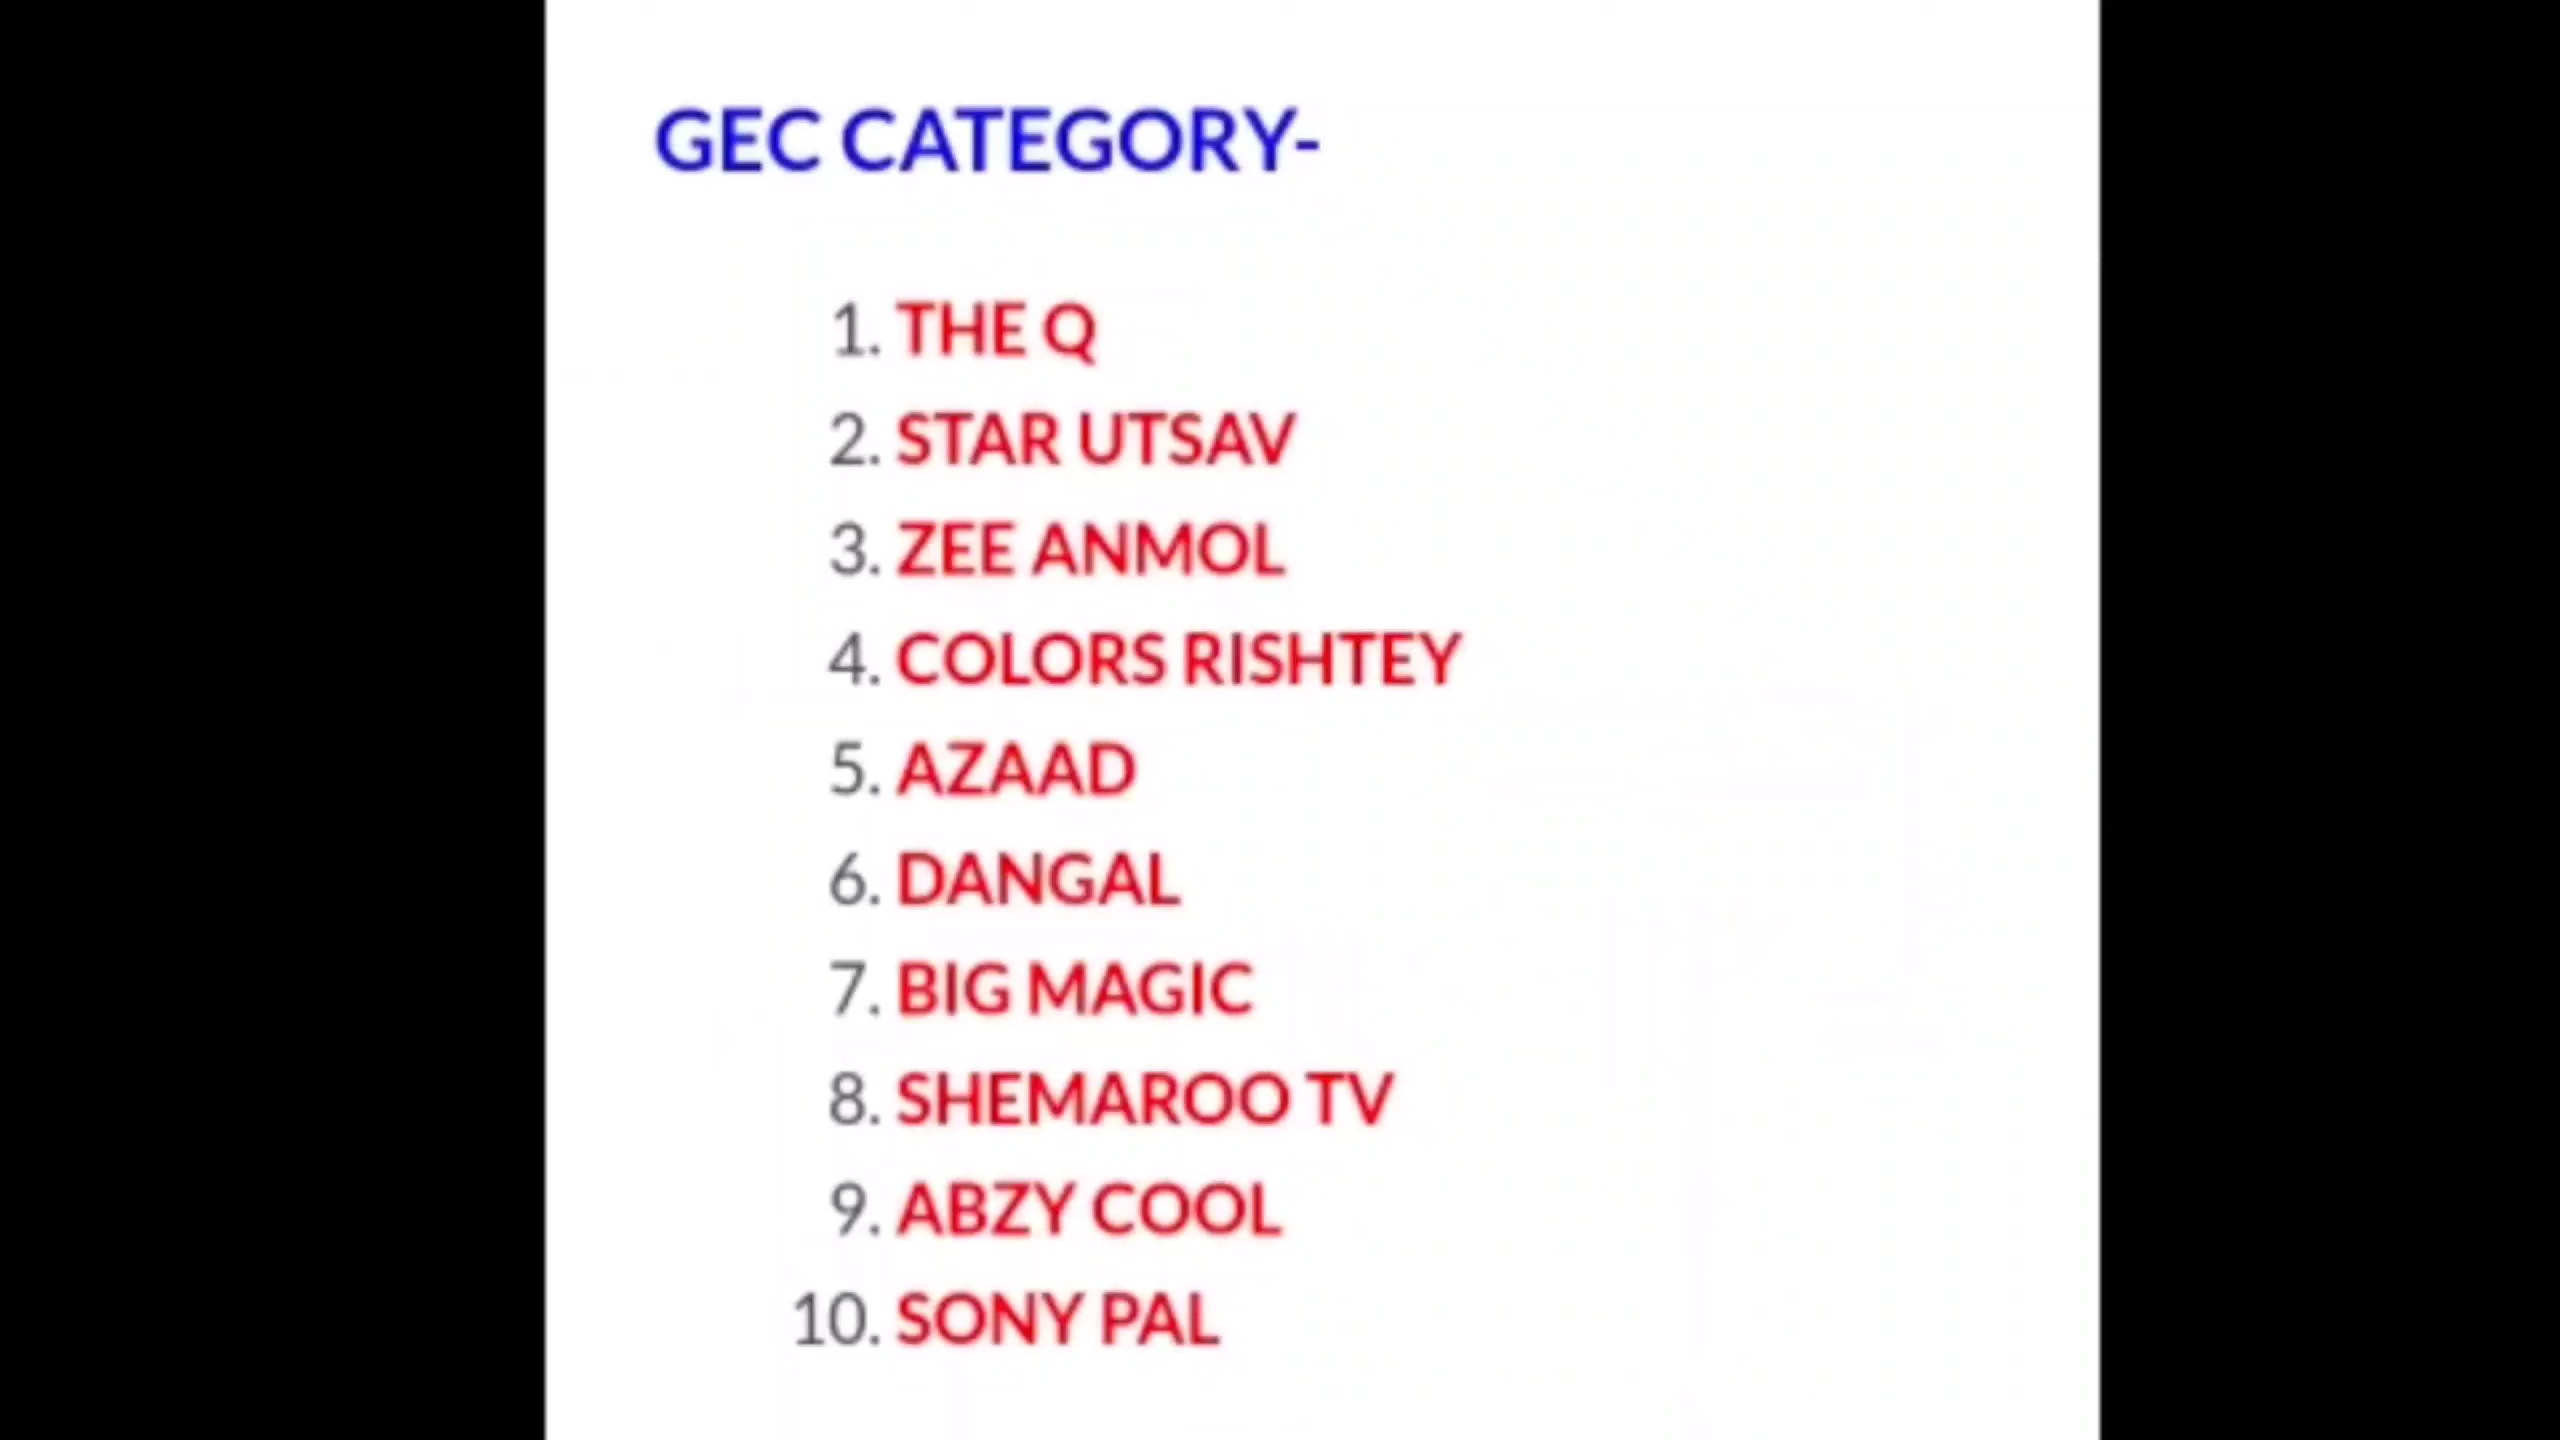 GEC CATEGORY-
1. THE Q
2. STAR UTSAV
3. ZEE ANMOL
4. COLORS RISHTEY
5. AZAAD
6. DANGAL
7. BIG MAGIC
8. SHEMAROO TV
9. ABZY COOL
10. SONY PAL